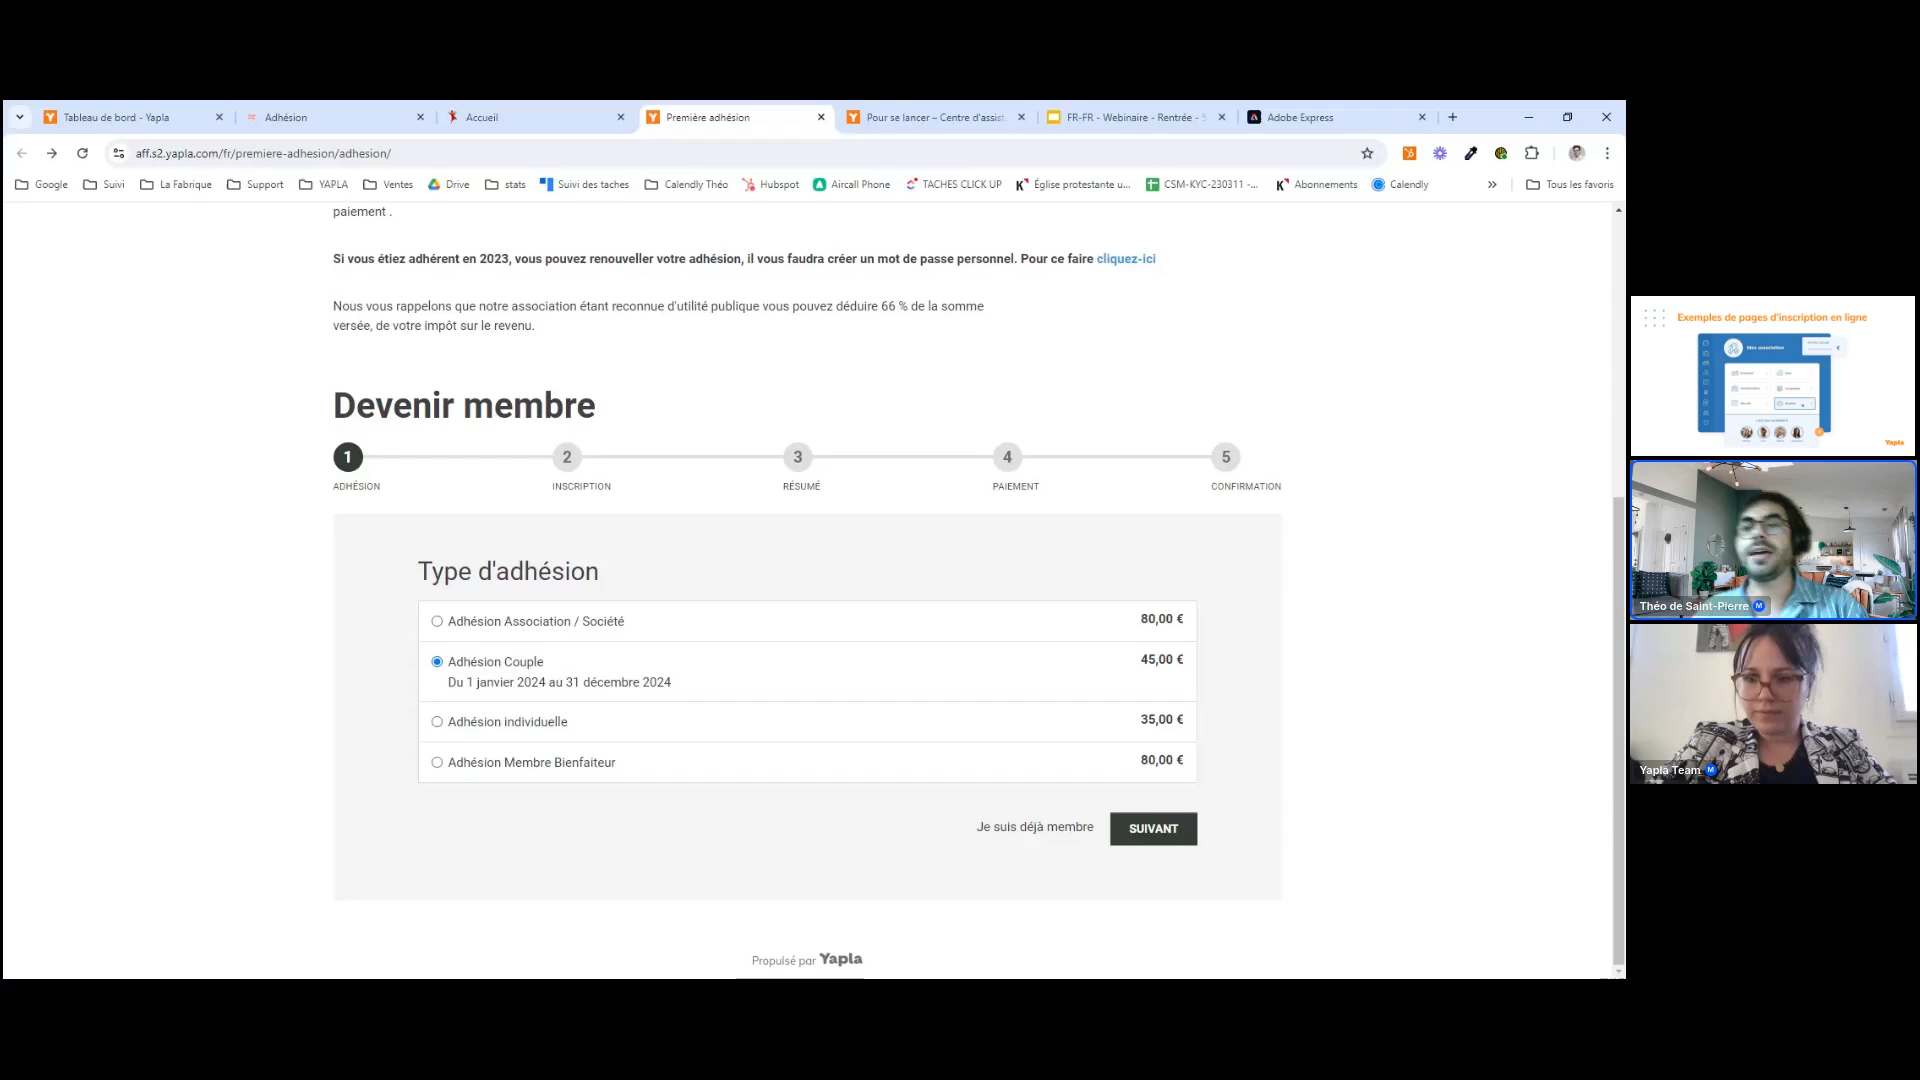 Tableau de bord - Yapla
Adhésion
Accueil
Première adhésion
Pour se lancer – Centre d'assist
FR-FR - Webinaire - Rentrée -
Adobe Express
aff.s2.yapla.com/fr/premiere-adhesion/adhesion/
Google
Suivi
La Fabrique
Support
YAPLA
Ventes
Drive
stats
Suivi des taches
Calendly Théo
Hubspot
Aircall Phone
TACHES CLICK UP
Église protestante u...
CSM-KYC-230311 -...
Abonnements
Calendly
Tous les favoris
paiement .
Si vous étiez adhérent en 2023, vous pouvez renouveller votre adhésion, il vous faudra créer un mot de passe personnel. Pour ce faire cliquez-ici
Nous vous rappelons que notre association étant reconnue d'utilité publique vous pouvez déduire 66 % de la somme
versée, de votre impôt sur le revenu.
Devenir membre
1 2 3 4 5
ADHÉSION INSCRIPTION RÉSUMÉ PAIEMENT CONFIRMATION
Type d'adhésion
Adhésion Association / Société 80,00 €
Adhésion Couple 45,00 €
Du 1 janvier 2024 au 31 décembre 2024
Adhésion individuelle 35,00 €
Adhésion Membre Bienfaiteur 80,00 €
Je suis déjà membre SUIVANT
Propulsé par Yapla
Exemples de pages d'inscription en ligne
Mon association
Yapla
Théo de Saint-Pierre
Yapla Team